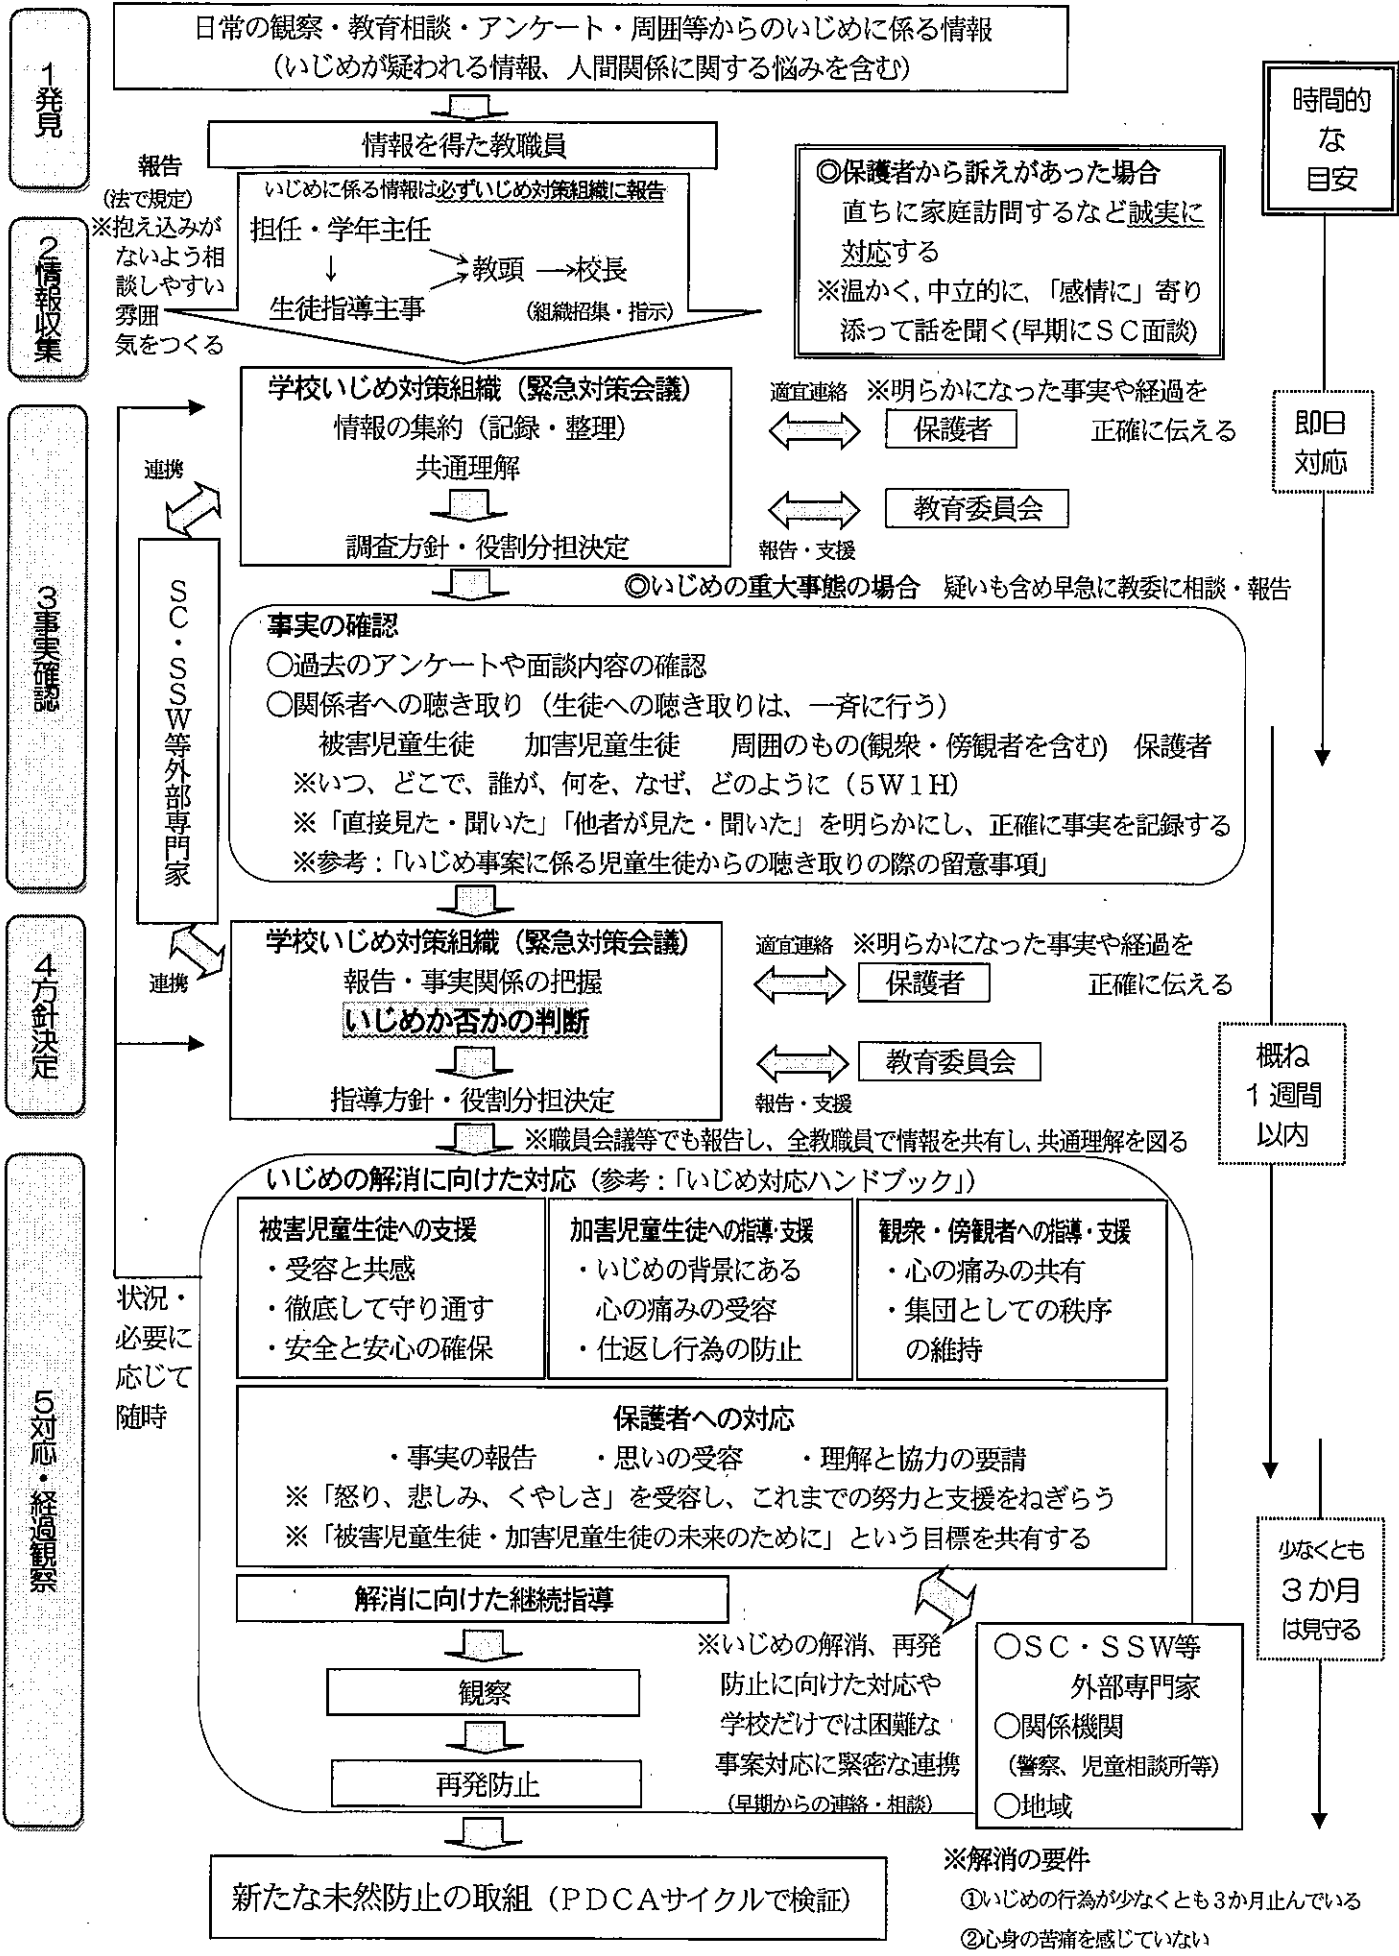 日常の観察・教育相談・アンケート・周囲等からのいじめに係る情報
（いじめが疑われる情報、人間関係に関する悩みを含む）
１発見
時間的
な
目安
情報を得た教職員
報告
（法で規定）
※抱え込みが
ないよう相
談しやすい
雰囲
気をつくる
いじめに係る情報は必ずいじめ対策組織に報告
担任・学年主任
↓
生徒指導主事
→教頭 →校長
（組織招集・指示）
◎保護者から訴えがあった場合
直ちに家庭訪問するなど誠実に
対応する
※温かく、中立的に、「感情に」寄り
添って話を聞く(早期にＳＣ面談)
２情報収集
学校いじめ対策組織（緊急対策会議）
情報の集約（記録・整理）
共通理解
調査方針・役割分担決定
適宜連絡
※明らかになった事実や経過を
正確に伝える
保護者
教育委員会
報告・支援
即日
対応
連携
ＳＣ・ＳＳＷ等外部専門家
◎いじめの重大事態の場合　疑いも含め早急に教委に相談・報告
３事実確認
事実の確認
○過去のアンケートや面談内容の確認
○関係者への聴き取り（生徒への聴き取りは、一斉に行う）
被害児童生徒　加害児童生徒　周囲のもの(観衆・傍観者を含む)　保護者
※いつ、どこで、誰が、何を、なぜ、どのように（５Ｗ１Ｈ）
※「直接見た・聞いた」「他者が見た・聞いた」を明らかにし、正確に事実を記録する
※参考：「いじめ事案に係る児童生徒からの聴き取りの際の留意事項」
４方針決定
連携
学校いじめ対策組織（緊急対策会議）
報告・事実関係の把握
いじめか否かの判断
指導方針・役割分担決定
適宜連絡
※明らかになった事実や経過を
正確に伝える
保護者
教育委員会
報告・支援
概ね
１週間
以内
※職員会議等でも報告し、全教職員で情報を共有し、共通理解を図る
５対応・経過観察
いじめの解消に向けた対応（参考：「いじめ対応ハンドブック」）
被害児童生徒への支援
・受容と共感
・徹底して守り通す
・安全と安心の確保
加害児童生徒への指導・支援
・いじめの背景にある
心の痛みの受容
・仕返し行為の防止
観衆・傍観者への指導・支援
・心の痛みの共有
・集団としての秩序
の維持
状況・
必要に
応じて
随時
保護者への対応
・事実の報告　・思いの受容　・理解と協力の要請
※「怒り、悲しみ、くやしさ」を受容し、これまでの努力と支援をねぎらう
※「被害児童生徒・加害児童生徒の未来のために」という目標を共有する
少なくとも
３か月
は見守る
解消に向けた継続指導
観察
再発防止
※いじめの解消、再発
防止に向けた対応や
学校だけでは困難な
事案対応に緊密な連携
（早期からの連絡・相談）
○ＳＣ・ＳＳＷ等
外部専門家
○関係機関
（警察、児童相談所等）
○地域
新たな未然防止の取組（ＰＤＣＡサイクルで検証）
※解消の要件
①いじめの行為が少なくとも３か月止んでいる
②心身の苦痛を感じていない